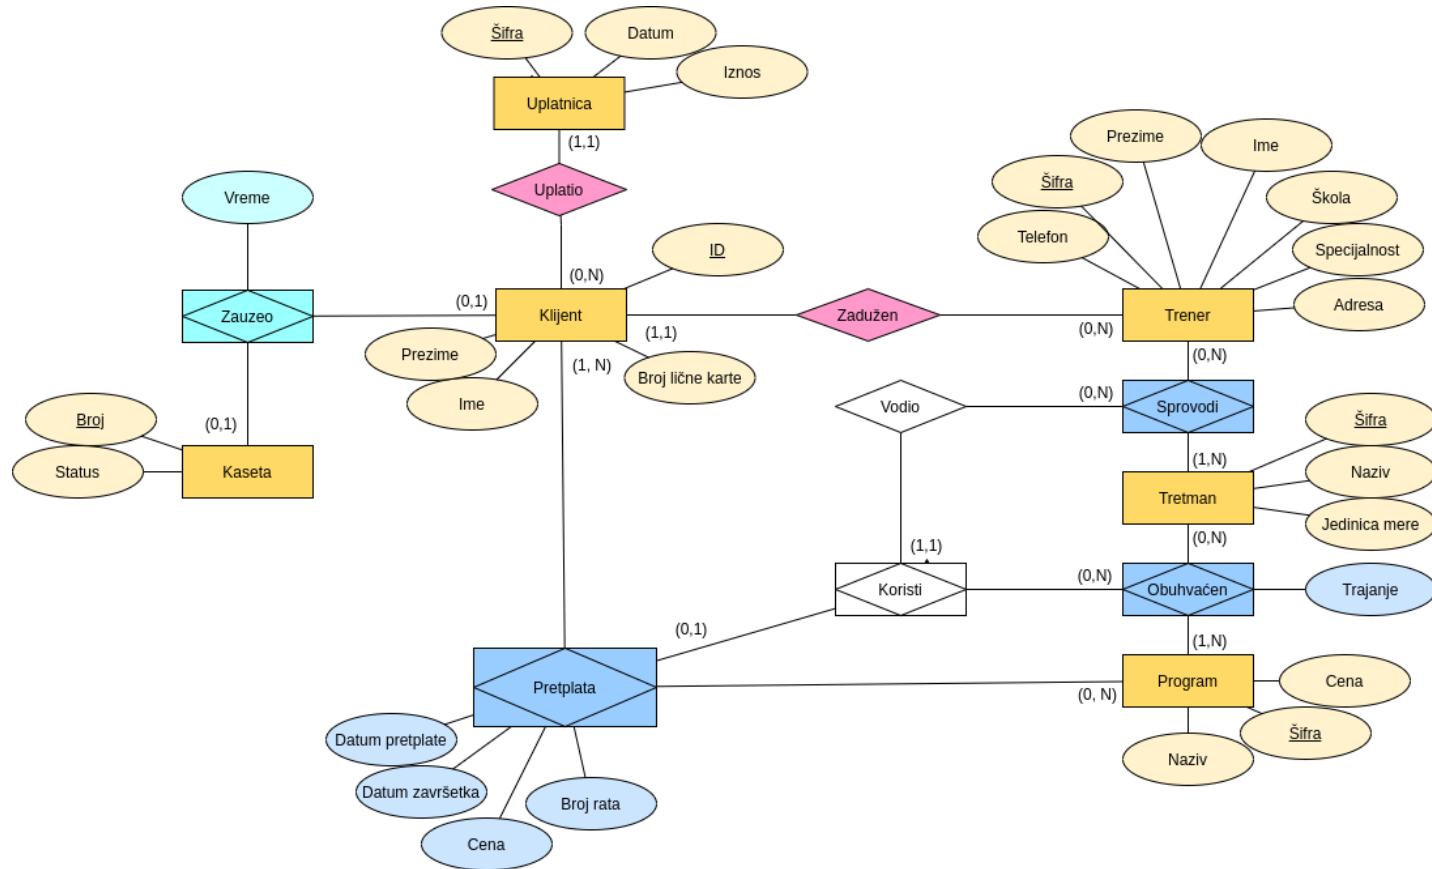 Šifra
Datum
Iznos
Uplatnica
(1,1)
Uplatio
Vreme
ID
(0,N)
(0,1)
Zauzeo
Klijent
Prezime
Ime
(1,1)
(1, N)
Broj lične karte
Zadužen
Prezime
Ime
Šifra
Škola
Telefon
Specijalnost
Adresa
Trener
(0,N)
(0,N)
Vodio
(0,N)
Sprovodi
(0,1)
Broj
Status
Kaseta
(1,N)
Šifra
Tretman
Naziv
Jedinica mere
(0,N)
(1,1)
Koristi
(0,N)
Obuhvaćen
Trajanje
(0,1)
(1,N)
Pretplata
Program
(0, N)
Cena
Šifra
Naziv
Datum pretplate
Datum završetka
Broj rata
Cena